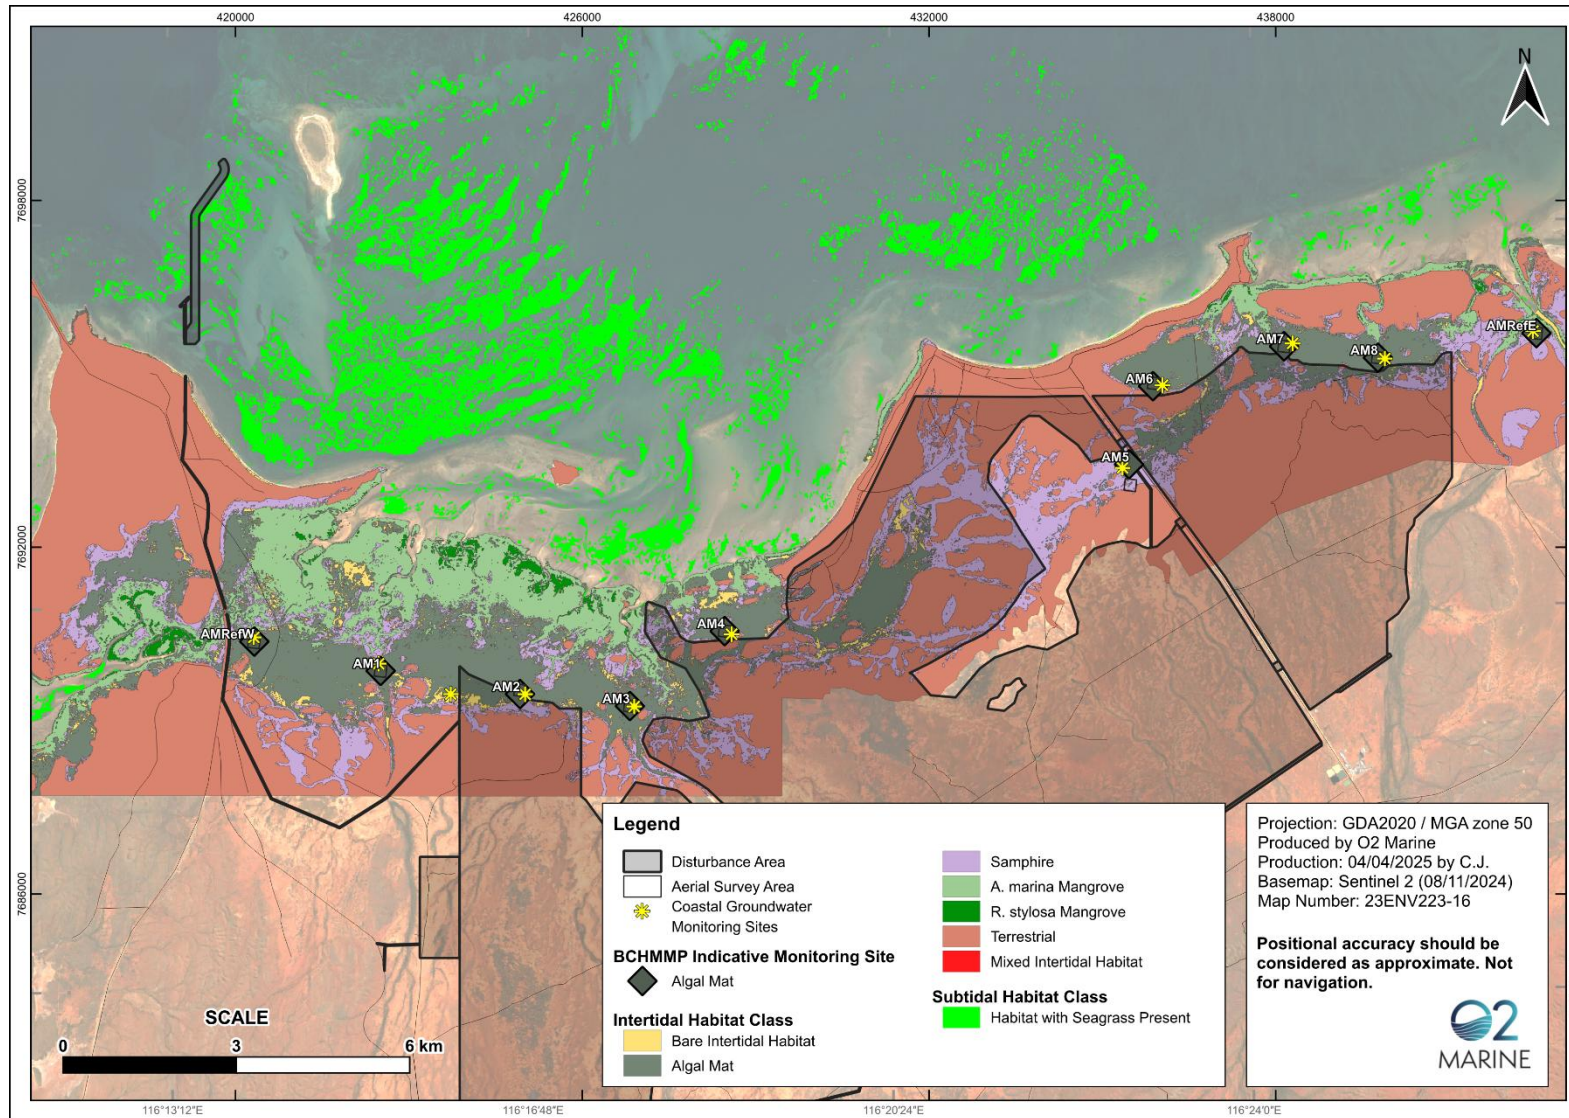 420000
426000
432000
438000
N
7698000
7692000
7686000
AMRefE
AM7
AM8
AM6
AM5
AMRefW
AM4
AM1
AM2
AM3
Legend
Disturbance Area
Aerial Survey Area
Coastal Groundwater
Monitoring Sites
BCHMMP Indicative Monitoring Site
Algal Mat
Intertidal Habitat Class
Bare Intertidal Habitat
Algal Mat
Samphire
A. marina Mangrove
R. stylosa Mangrove
Terrestrial
Mixed Intertidal Habitat
Subtidal Habitat Class
Habitat with Seagrass Present
Projection: GDA2020 / MGA zone 50
Produced by O2 Marine
Production: 04/04/2025 by C.J.
Basemap: Sentinel 2 (08/11/2024)
Map Number: 23ENV223-16
Positional accuracy should be
considered as approximate. Not
for navigation.
O2
MARINE
SCALE
0
3
6 km
116°13'12"E
116°16'48"E
116°20'24"E
116°24'0"E